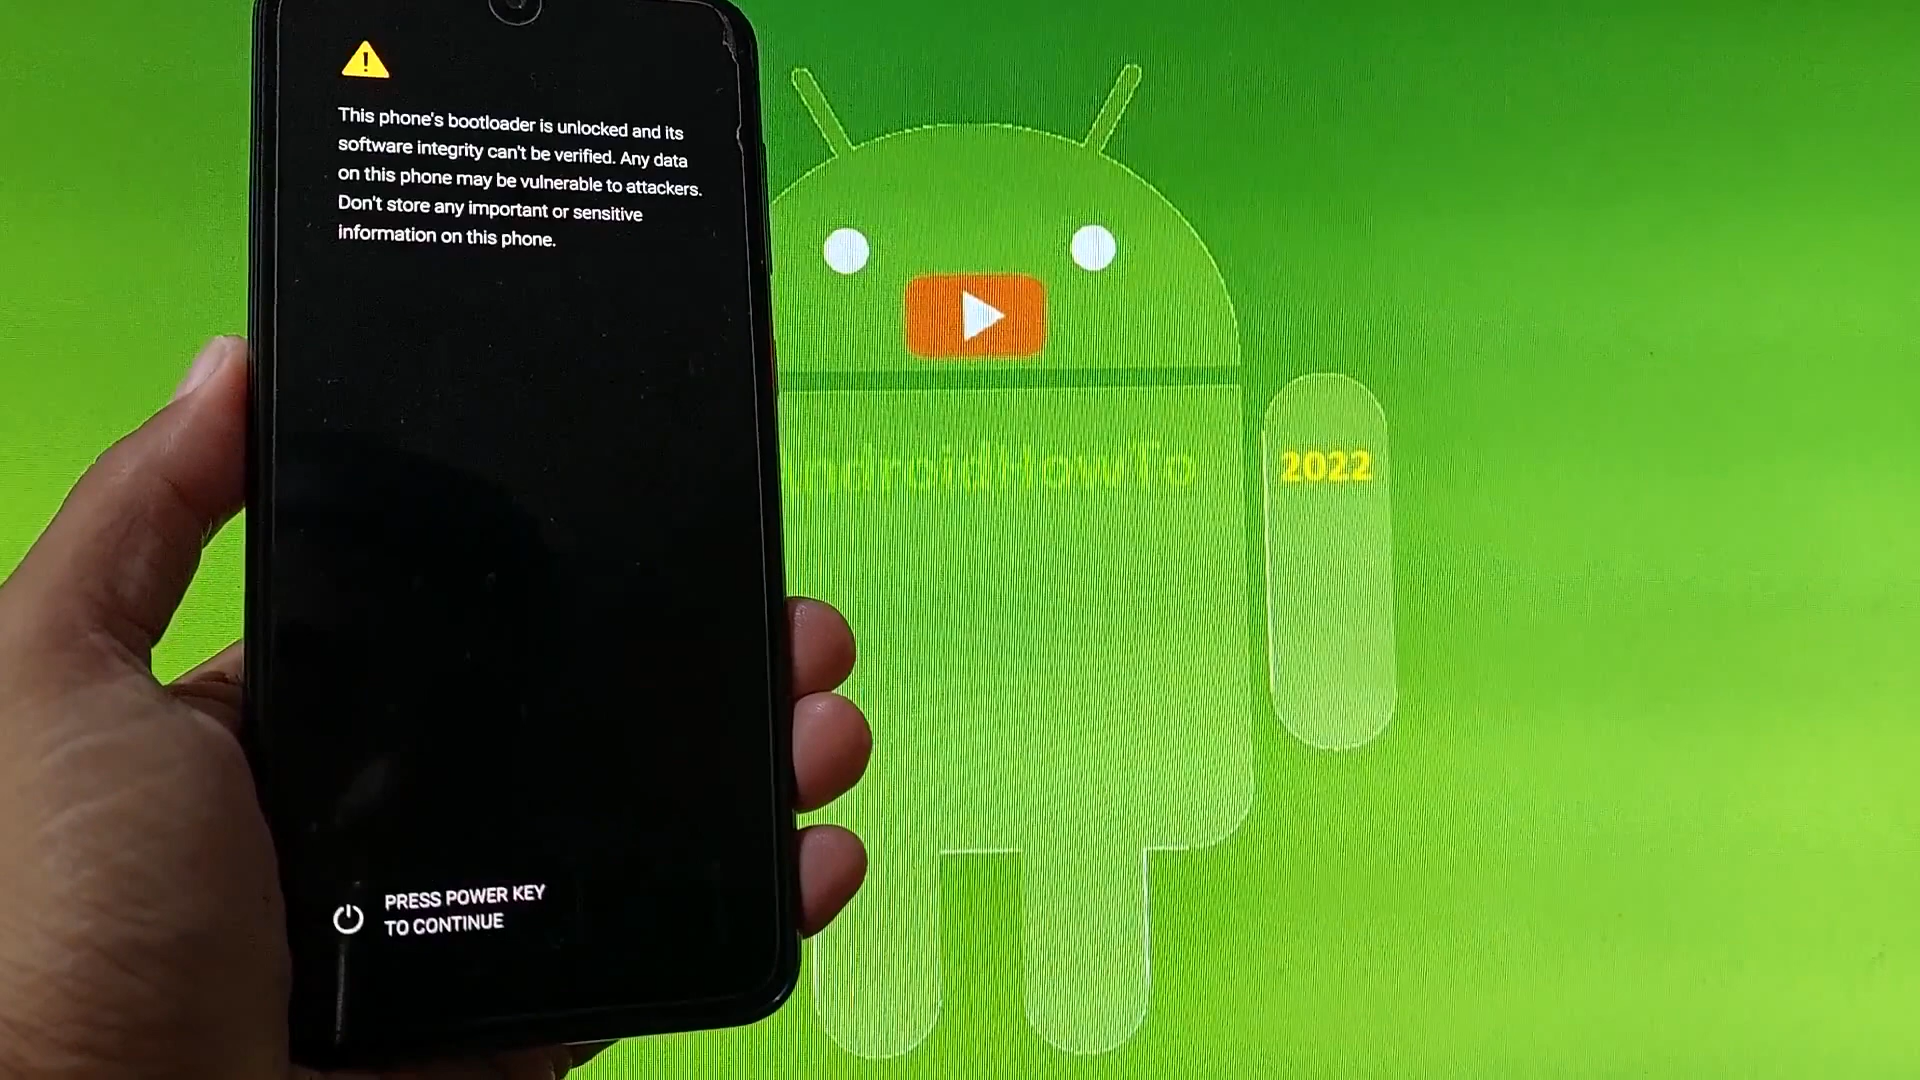 This phone's bootloader is unlocked and its
software integrity can't be verified. Any data
on this phone may be vulnerable to attackers.
Don't store any important or sensitive
information on this phone.
PRESS POWER KEY
TO CONTINUE
ndroidHowTo
2022